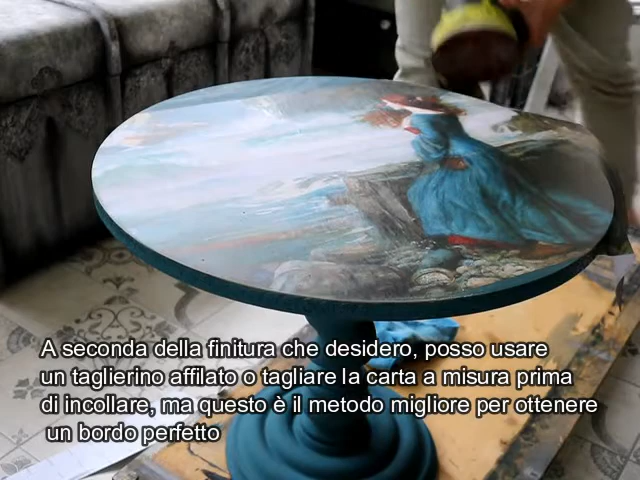 A seconda della finitura che desidero, posso usare
un taglierino affilato o tagliare la carta a misura prima
di incollare, ma questo è il metodo migliore per ottenere
un bordo perfetto